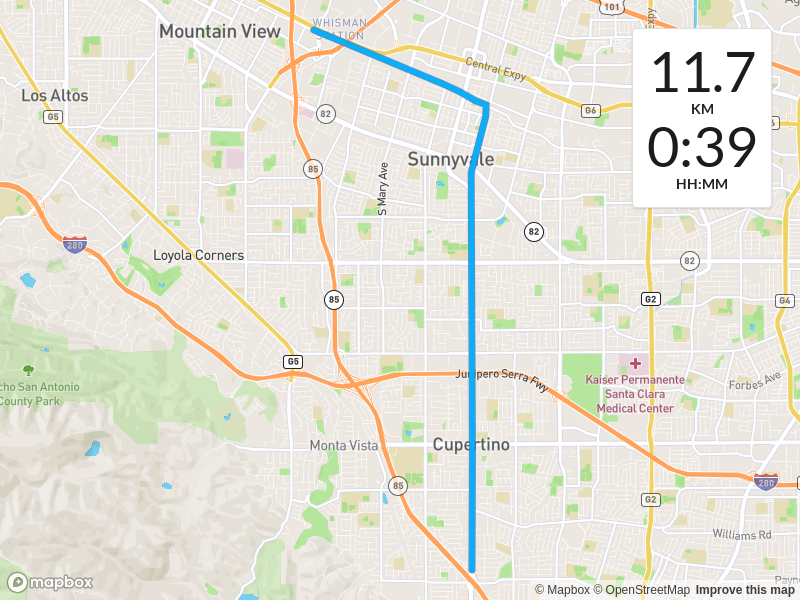 WHISMAN
STATION
Mountain View
101
Expy
11.7
KM
0:39
HH:MM
Central Expy
Los Altos
G5
82
G6
Sunnyvale
85
S Mary Ave
82
82
280
Loyola Corners
85
G2
G4
G5
Junipero Serra Fwy
Kaiser Permanente
Santa Clara
Medical Center
Forbes Ave
cho San Antonio
County Park
Monta Vista
Cupertino
85
280
G2
Williams Rd
mapbox
© Mapbox © OpenStreetMap Improve this map